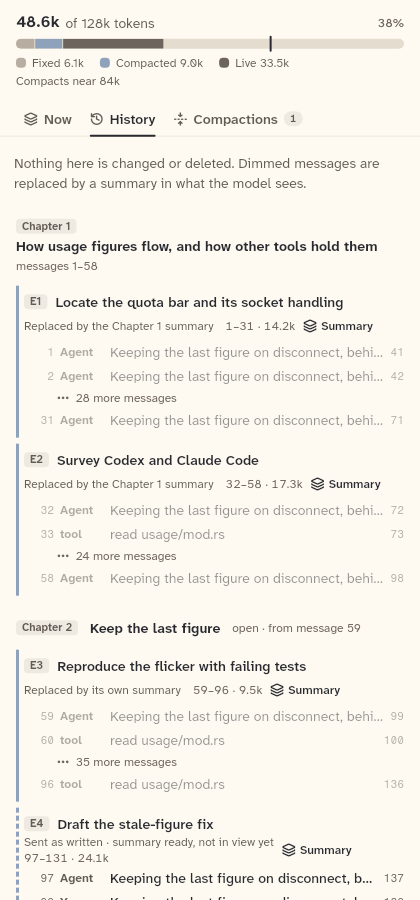 48.6k of 128k tokens 38%
Fixed 6.1k Compacted 9.0k Live 33.5k
Compacts near 84k
Now History Compactions 1
Nothing here is changed or deleted. Dimmed messages are
replaced by a summary in what the model sees.
Chapter 1
How usage figures flow, and how other tools hold them
messages 1–58
E1 Locate the quota bar and its socket handling
Replaced by the Chapter 1 summary 1–31 · 14.2k Summary
1 Agent Keeping the last figure on disconnect, behi... 41
2 Agent Keeping the last figure on disconnect, behi... 42
••• 28 more messages
31 Agent Keeping the last figure on disconnect, behi... 71
E2 Survey Codex and Claude Code
Replaced by the Chapter 1 summary 32–58 · 17.3k Summary
32 Agent Keeping the last figure on disconnect, behi... 72
33 tool read usage/mod.rs 73
••• 24 more messages
58 Agent Keeping the last figure on disconnect, behi... 98
Chapter 2 Keep the last figure open · from message 59
E3 Reproduce the flicker with failing tests
Replaced by its own summary 59–96 · 9.5k Summary
59 Agent Keeping the last figure on disconnect, behi... 99
60 tool read usage/mod.rs 100
••• 35 more messages
96 tool read usage/mod.rs 136
E4 Draft the stale-figure fix
Sent as written · summary ready, not in view yet Summary
97–131 · 24.1k
97 Agent Keeping the last figure on disconnect, b... 137